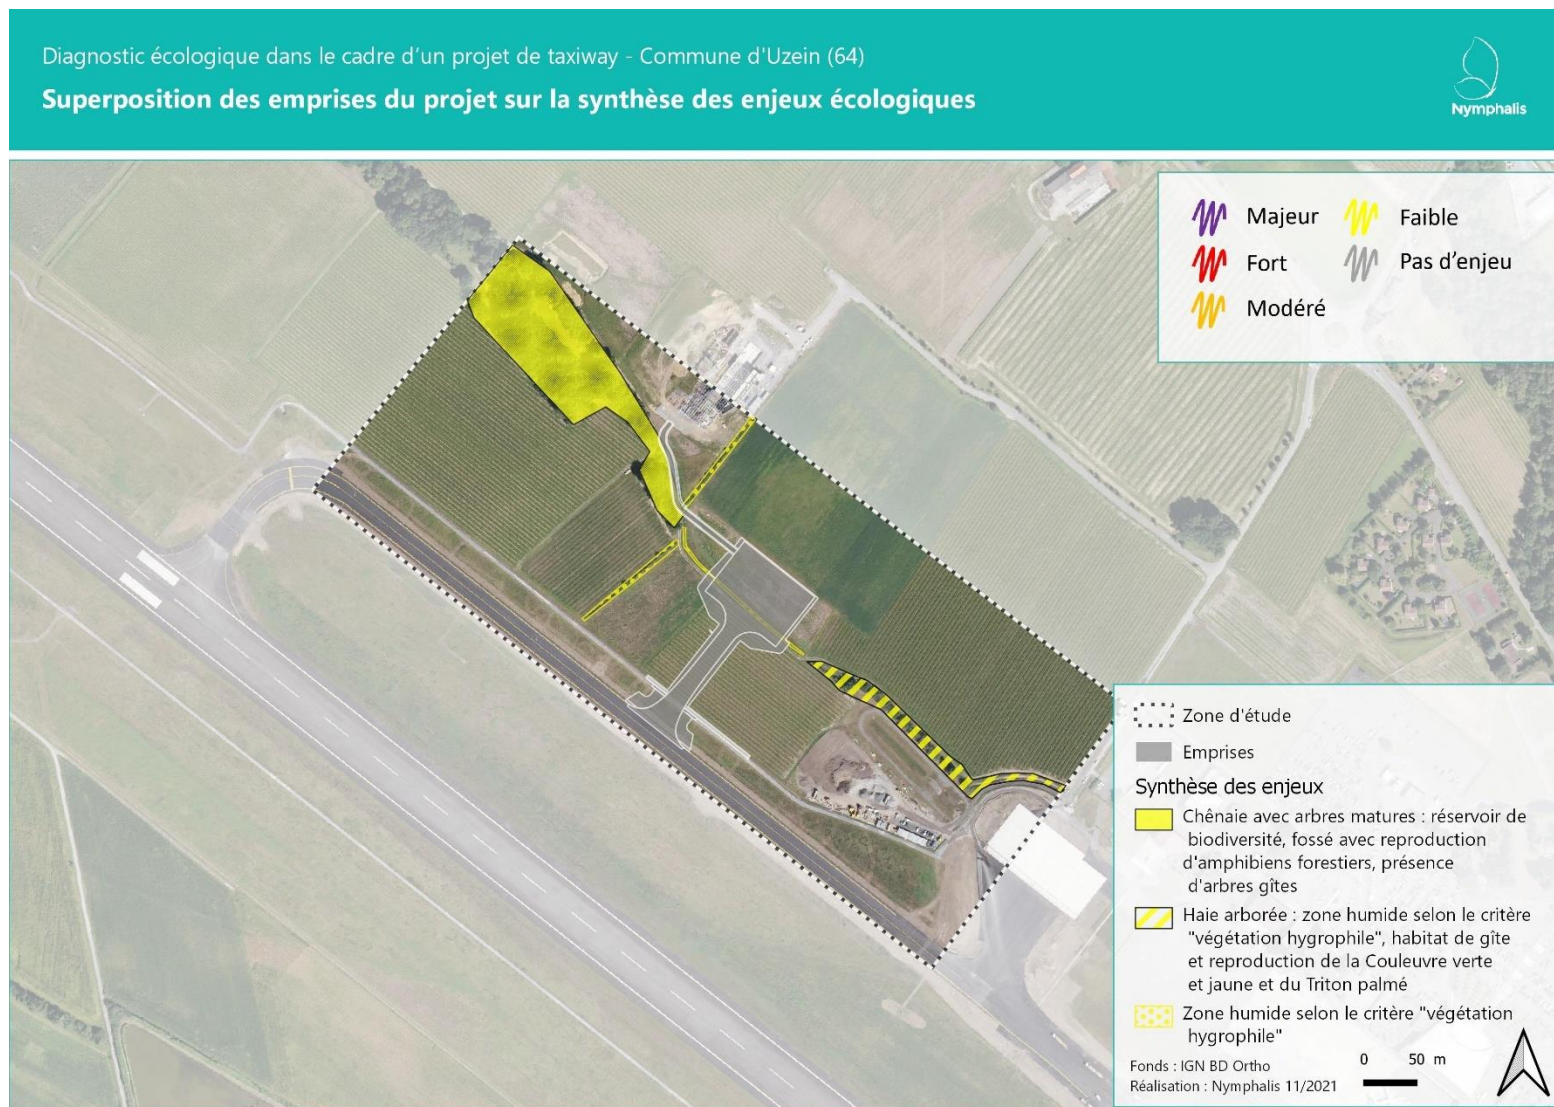 Diagnostic écologique dans le cadre d'un projet de taxiway - Commune d'Uzein (64)
Superposition des emprises du projet sur la synthèse des enjeux écologiques
Nymphalis
Majeur
Faible
Fort
Pas d'enjeu
Modéré
Zone d'étude
Emprises
Synthèse des enjeux
Chênaie avec arbres matures : réservoir de
biodiversité, fossé avec reproduction
d'amphibiens forestiers, présence
d'arbres gîtes
Haie arborée : zone humide selon le critère
"végétation hygrophile", habitat de gîte
et reproduction de la Couleuvre verte
et jaune et du Triton palmé
Zone humide selon le critère "végétation
hygrophile"
Fonds : IGN BD Ortho
Réalisation : Nymphalis 11/2021
0 50 m